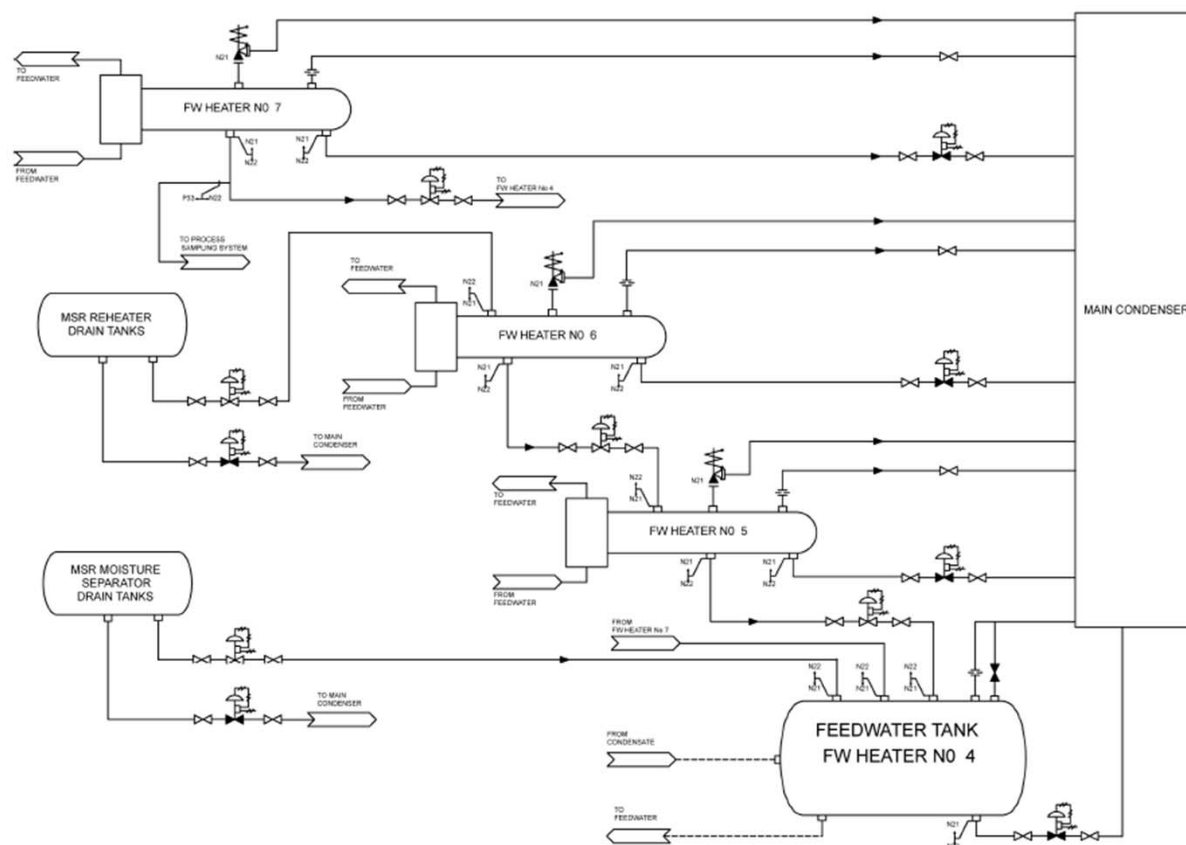 N21
TO
FEEDWATER
FW HEATER N0 7
FROM
FEEDWATER
N21
N22
N21
N22
P53
N22
TO
FW HEATER No 4
TO PROCESS
SAMPLING SYSTEM
MAIN CONDENSER
TO
FEEDWATER
N22
N21
N21
FW HEATER N0 6
FROM
FEEDWATER
N21
N22
N21
N22
MSR REHEATER
DRAIN TANKS
TO MAIN
CONDENSER
TO
FEEDWATER
N22
N21
N21
FW HEATER N0 5
FROM
FEEDWATER
N21
N22
N21
N22
MSR MOISTURE
SEPARATOR
DRAIN TANKS
TO MAIN
CONDENSER
FROM
FW HEATER No 7
N22
N21
N22
N21
N22
N21
FEEDWATER TANK
FW HEATER N0 4
FROM
CONDENSATE
TO
FEEDWATER
N21